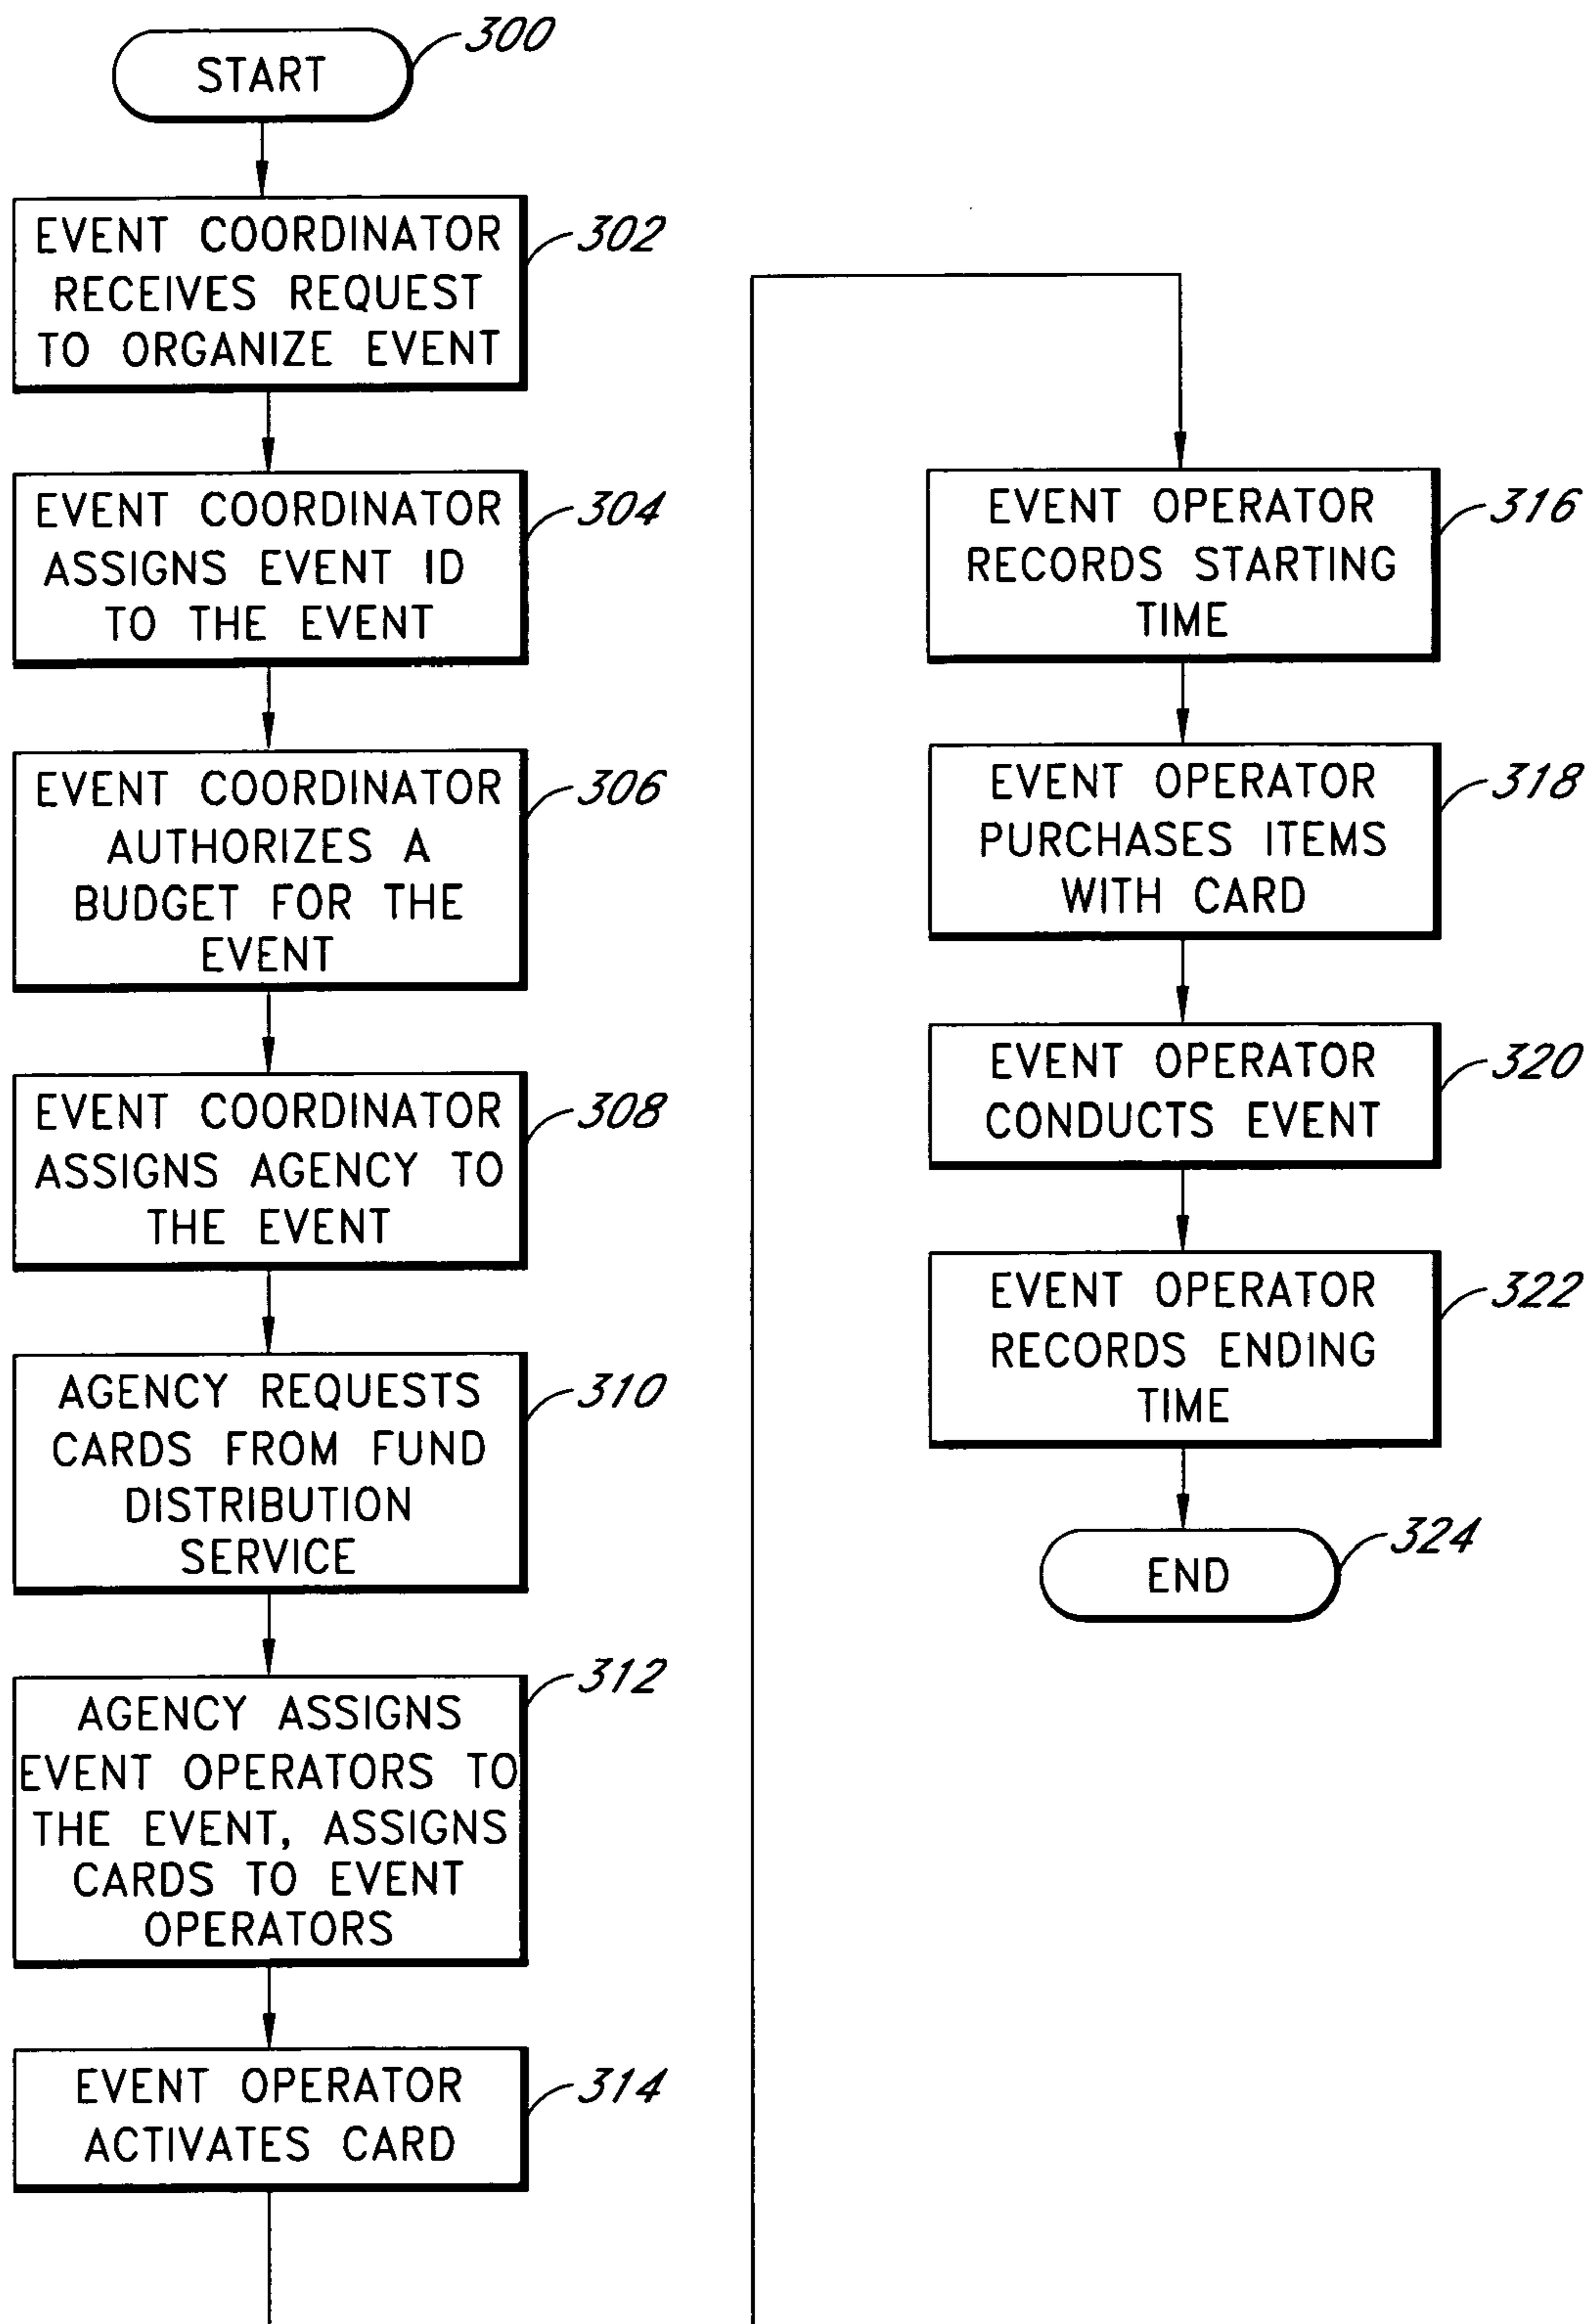 START
300
EVENT COORDINATOR
RECEIVES REQUEST
TO ORGANIZE EVENT
302
EVENT COORDINATOR
ASSIGNS EVENT ID
TO THE EVENT
304
EVENT COORDINATOR
AUTHORIZES A
BUDGET FOR THE
EVENT
306
EVENT COORDINATOR
ASSIGNS AGENCY TO
THE EVENT
308
AGENCY REQUESTS
CARDS FROM FUND
DISTRIBUTION
SERVICE
310
AGENCY ASSIGNS
EVENT OPERATORS TO
THE EVENT, ASSIGNS
CARDS TO EVENT
OPERATORS
312
EVENT OPERATOR
ACTIVATES CARD
314
EVENT OPERATOR
RECORDS STARTING
TIME
316
EVENT OPERATOR
PURCHASES ITEMS
WITH CARD
318
EVENT OPERATOR
CONDUCTS EVENT
320
EVENT OPERATOR
RECORDS ENDING
TIME
322
END
324